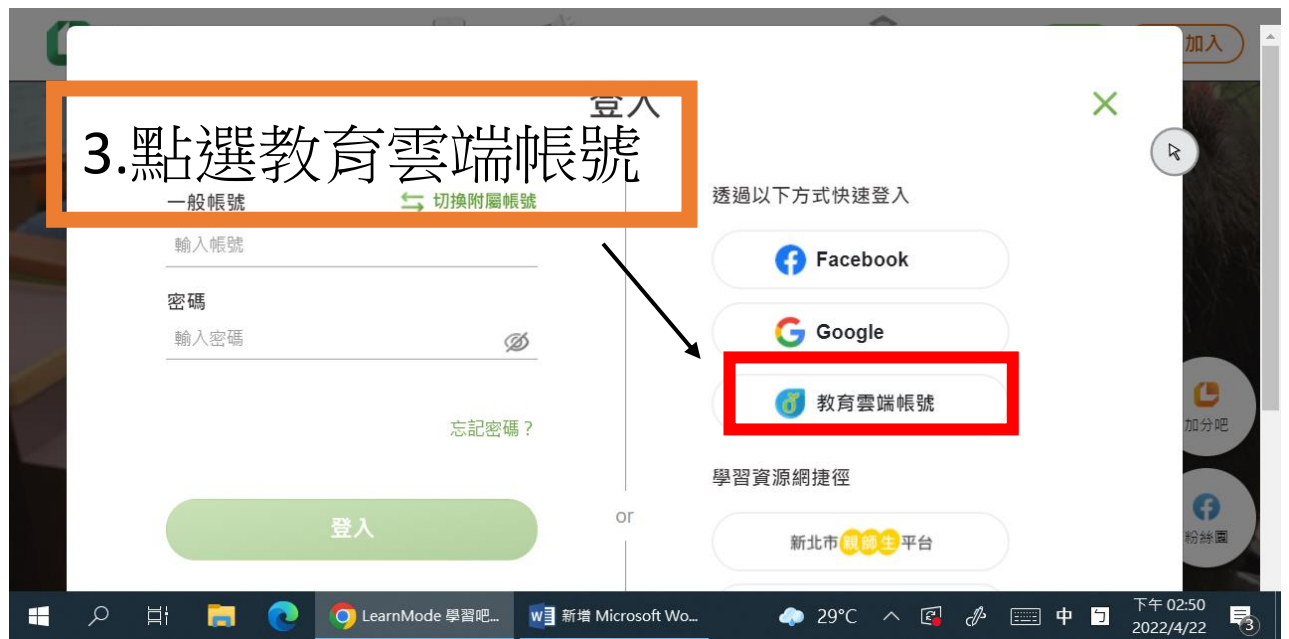 加入
登入
3.點選教育雲端帳號
一般帳號
切換附屬帳號
輸入帳號
密碼
輸入密碼
忘記密碼？
登入
or
透過以下方式快速登入
Facebook
Google
教育雲端帳號
學習資源網捷徑
新北市親師生平台
加分吧
粉絲團
LearnMode 學習吧...
新增 Microsoft Wo...
29°C
中
ㄅ
下午 02:50
2022/4/22
3